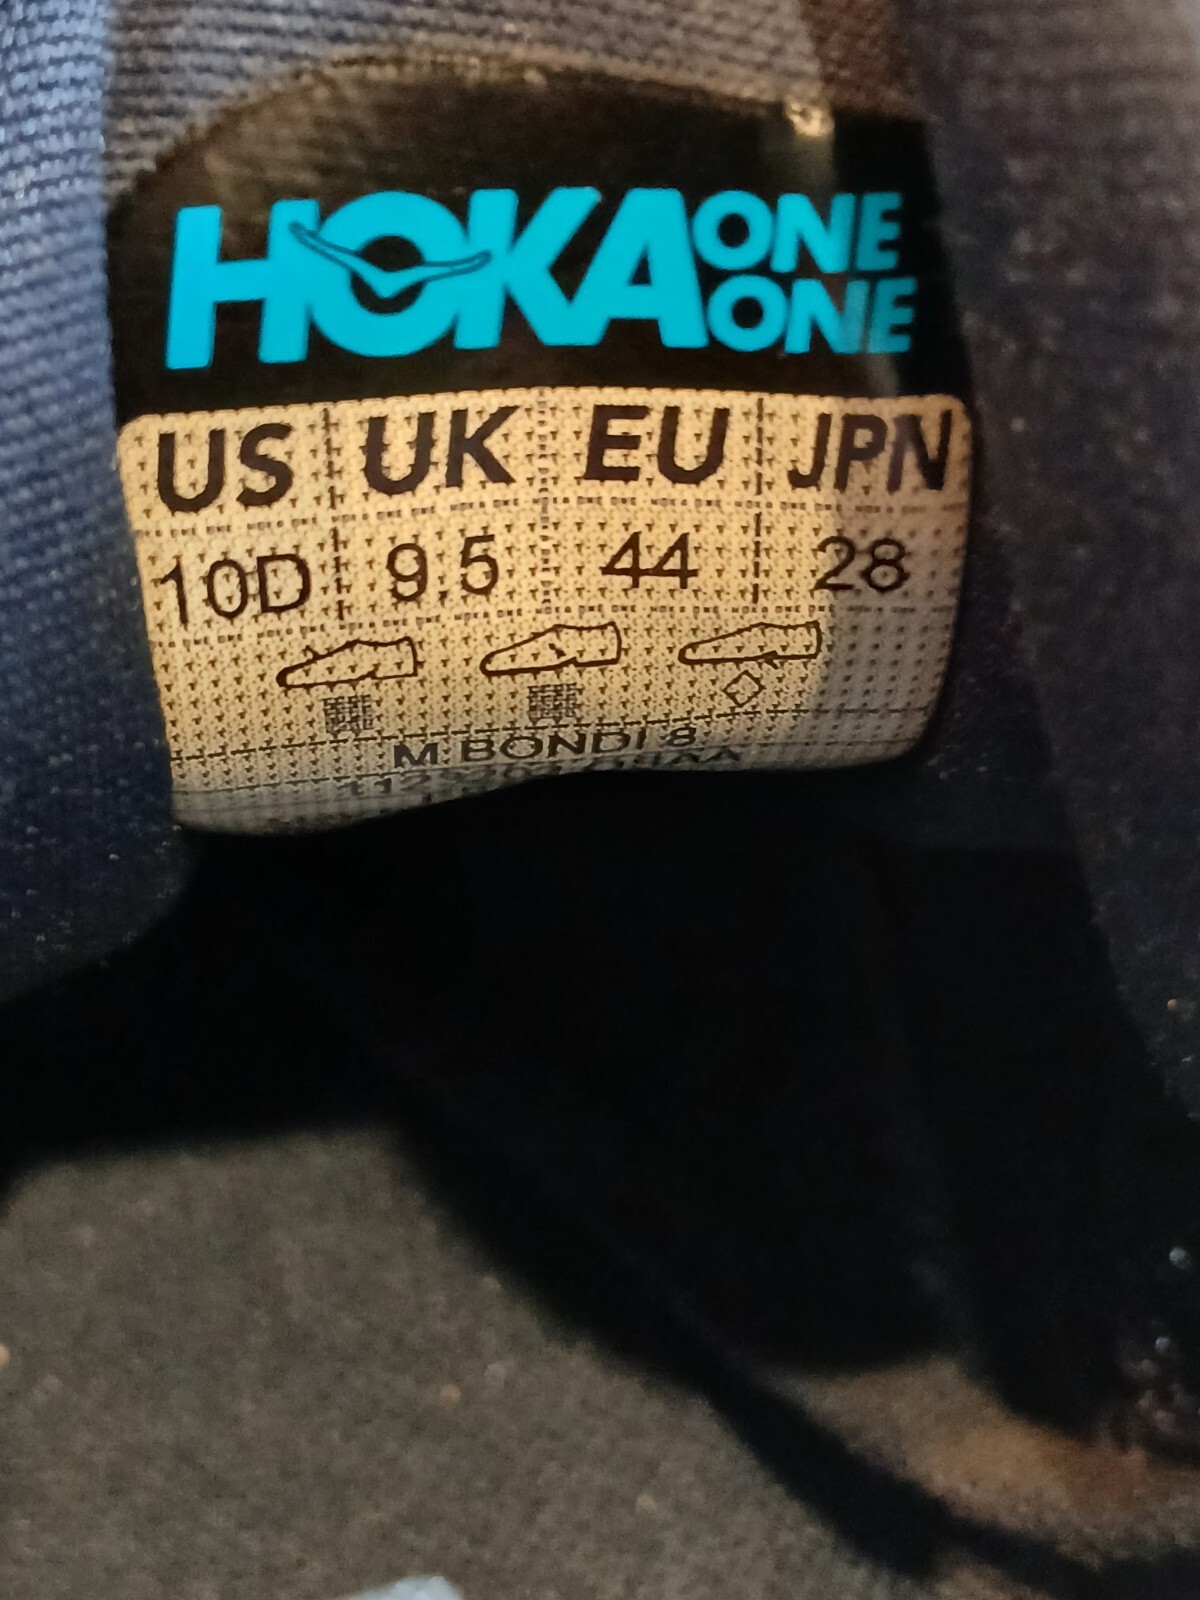 HOKA ONE ONE
US UK EU JPN
10D 9.5 44 28
M BONDI 8